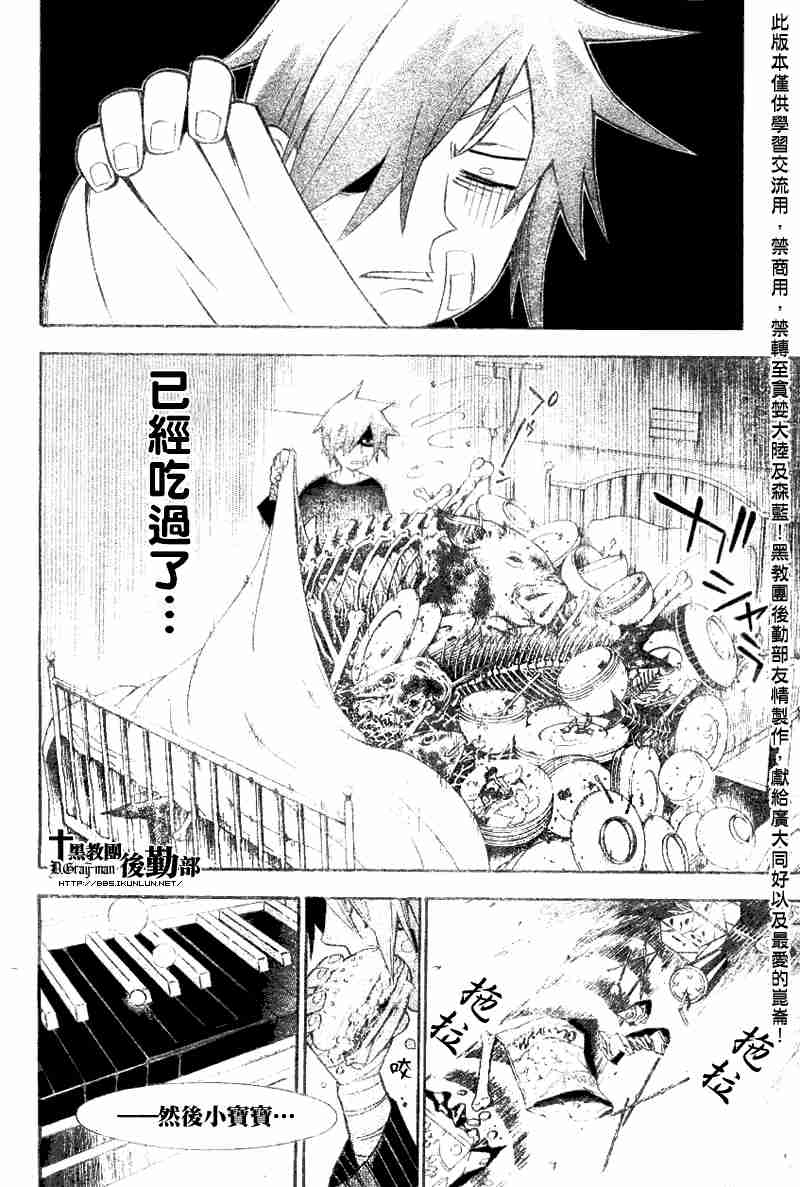 此版本僅供學習交流用，禁商用，禁轉至貪婪大陸及森藍！黑教團後勤部友情製作，獻給廣大同好以及最愛的崑崙！
已經吃過了…
ガシャン
黑教團
D.Gray-man 後勤部
HTTP://BBS.IKUNLUN.NET/
拖拉
拖拉
咬
——然後小寶寶…